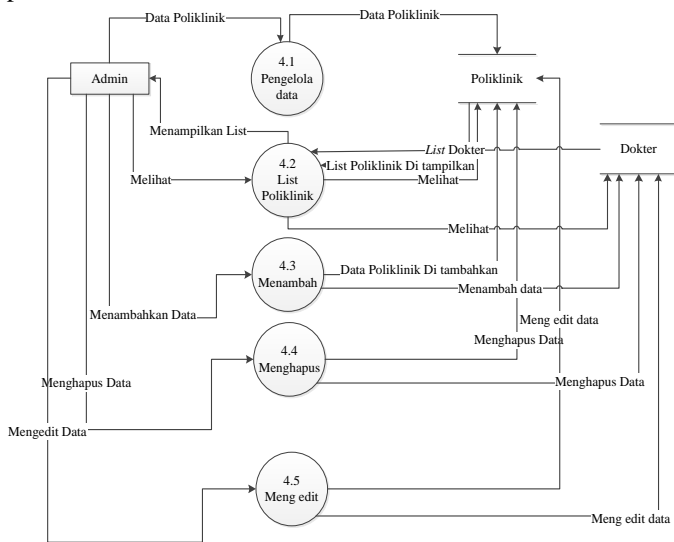 Data Poliklinik
Data Poliklinik
4.1
Pengelola
data
Admin
Poliklinik
Menampilkan List
List Dokter
Dokter
4.2
List
Poliklinik
List Poliklinik Di tampilkan
Melihat
Melihat
Melihat
4.3
Menambah
Data Poliklinik Di tambahkan
Menambah data
Menambahkan Data
Meng edit data
Menghapus Data
4.4
Menghapus
Menghapus Data
Menghapus Data
Mengedit Data
4.5
Meng edit
Meng edit data